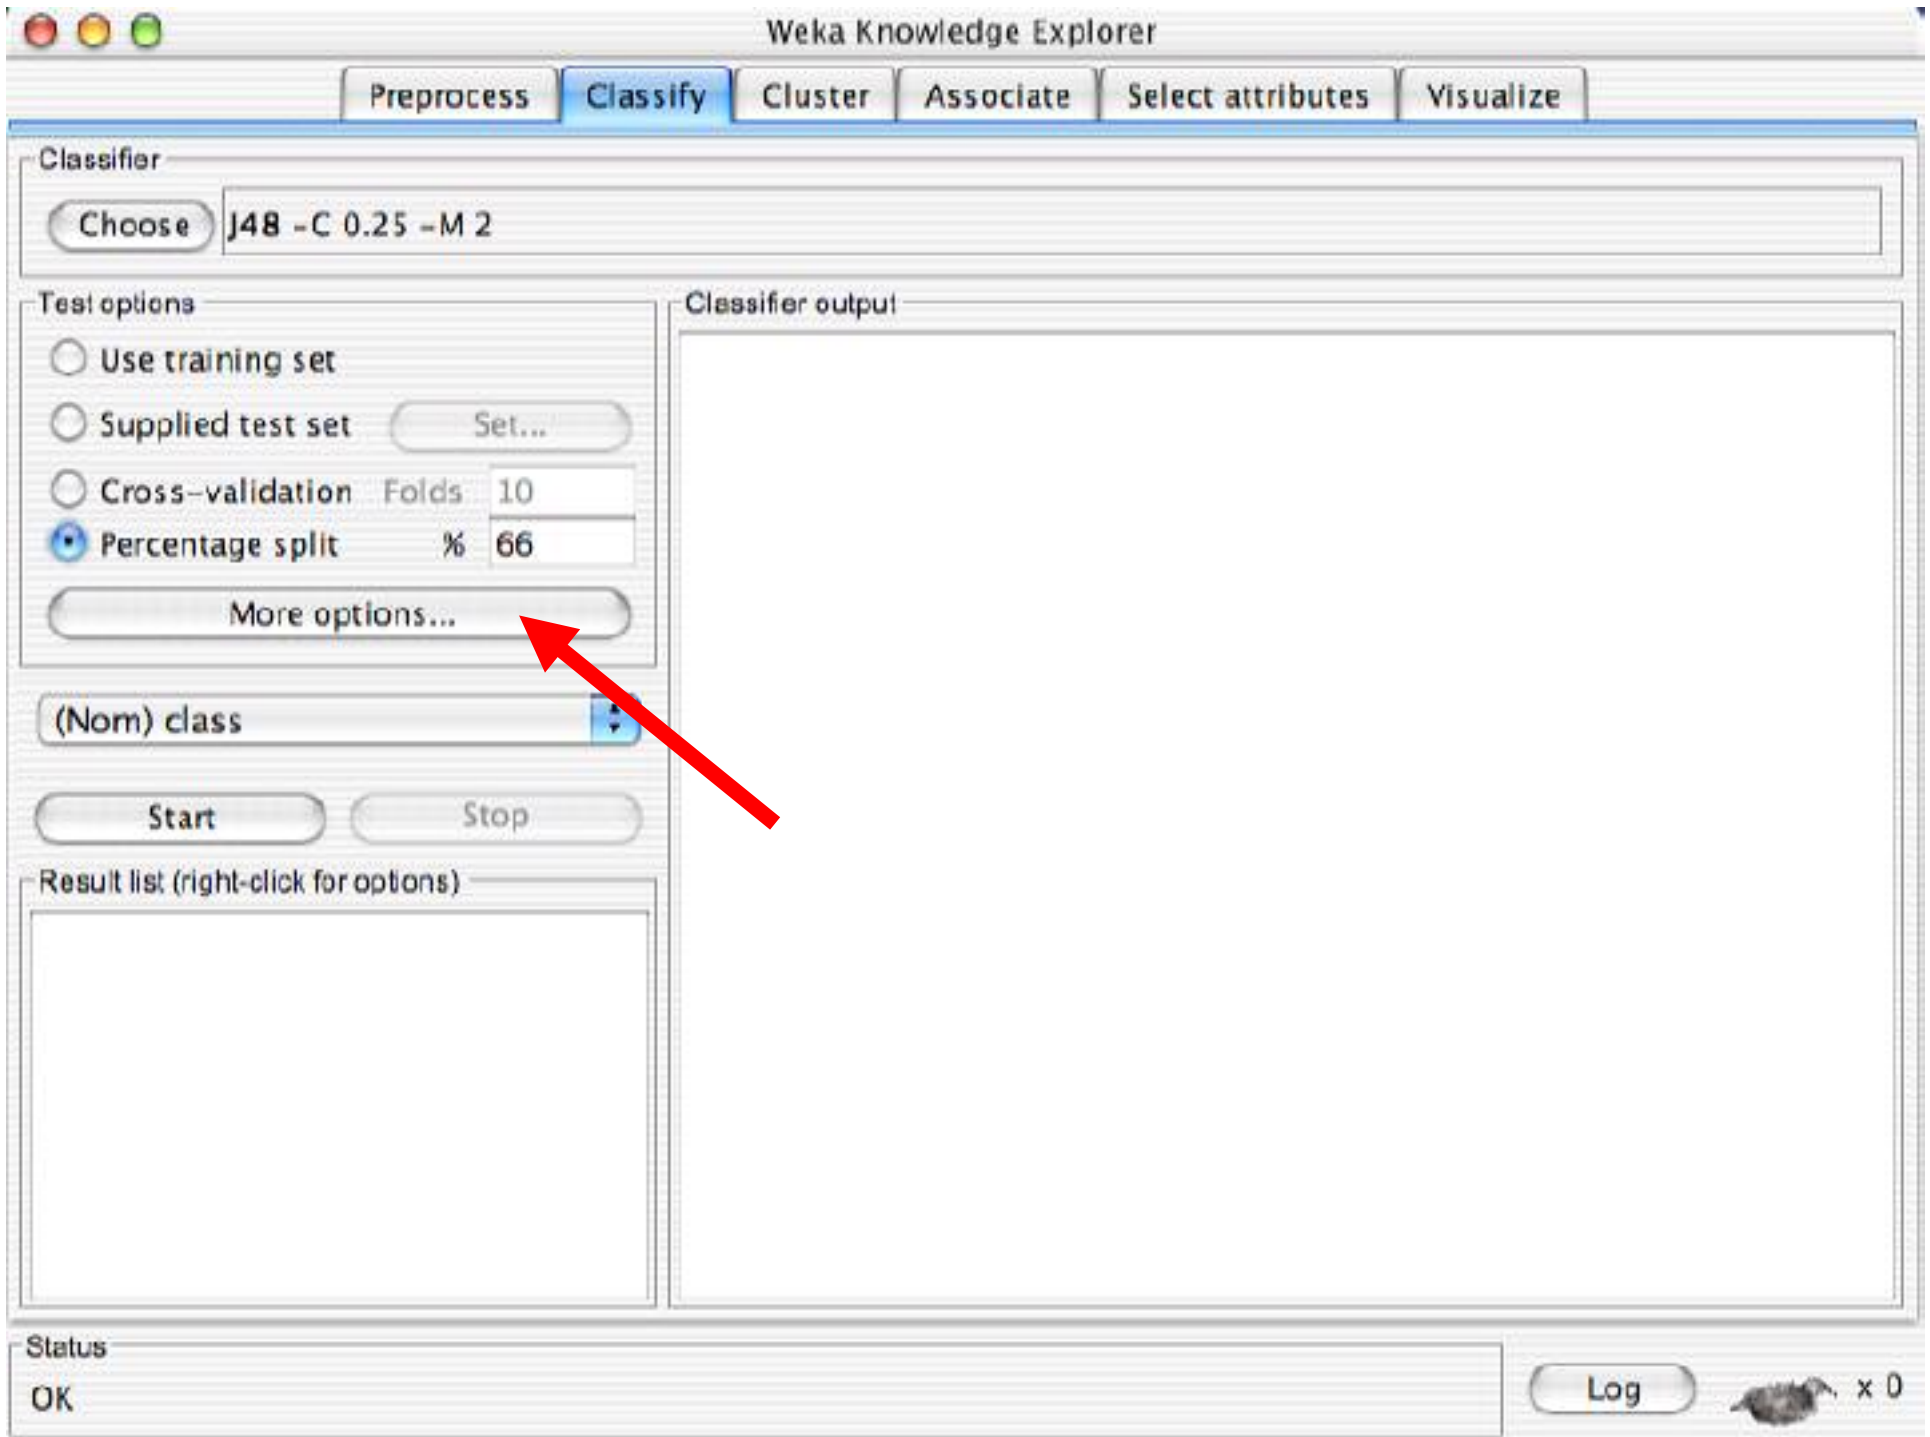 Weka Knowledge Explorer
Preprocess Classify Cluster Associate Select attributes Visualize
Classifier
Choose J48 -C 0.25 -M 2
Test options
Use training set
Supplied test set Set...
Cross-validation Folds 10
Percentage split % 66
More options...
(Nom) class
Start Stop
Result list (right-click for options)
Classifier output
Status
OK
Log x 0